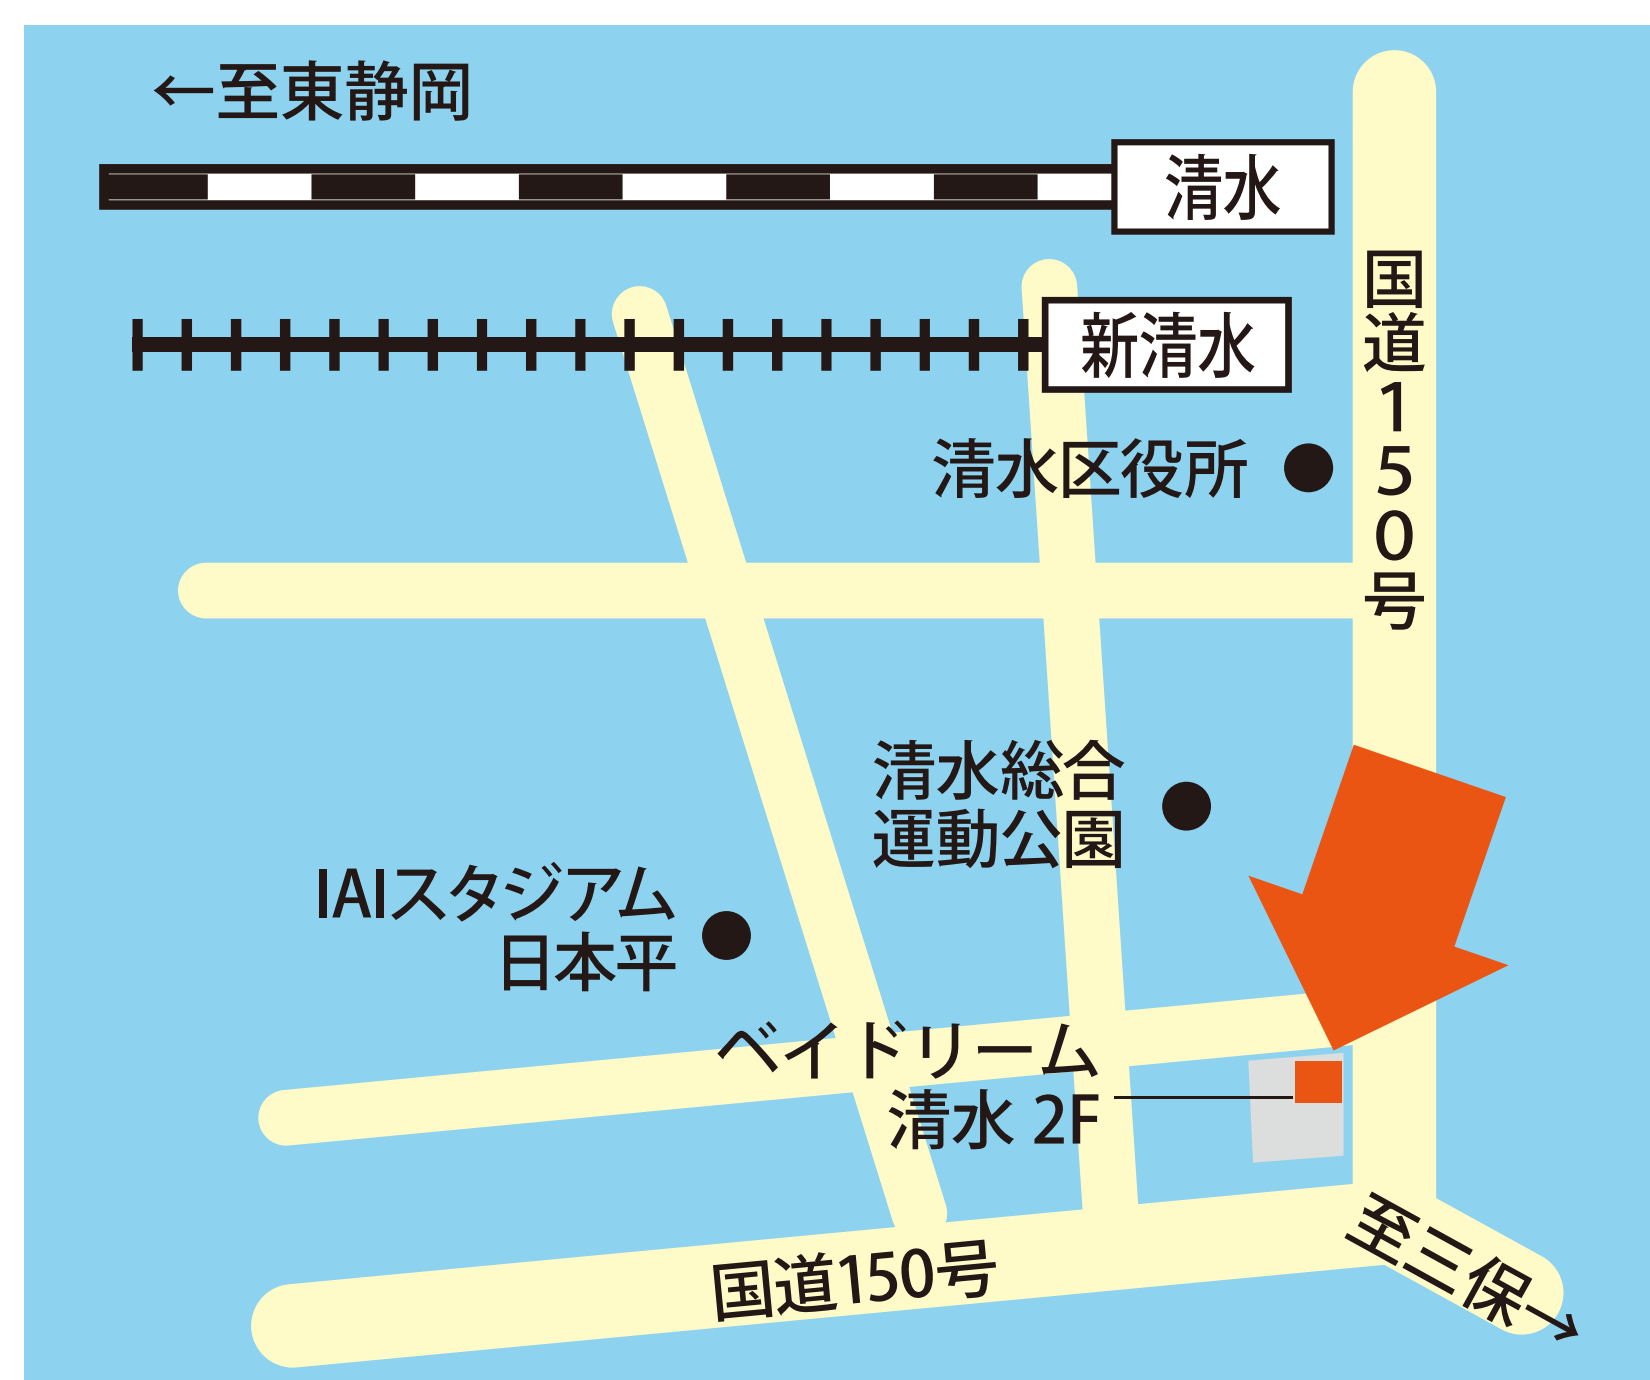 ←至東静岡
清水
新清水
国道150号
清水区役所
清水総合
運動公園
IAIスタジアム
日本平
ベイドリーム
清水 2F
国道150号
至三保→